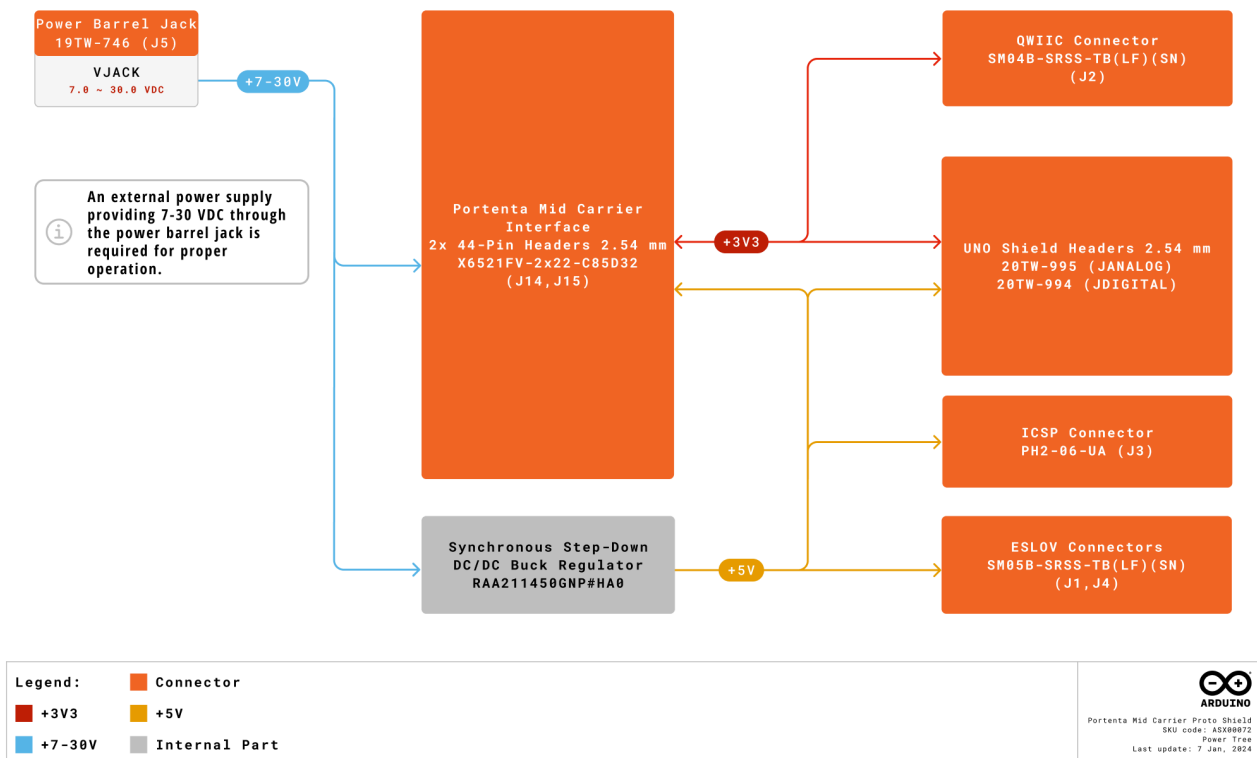 Power Barrel Jack
19TW-746 (J5)
VJACK
7.0 ~ 30.0 VDC
+7-30V
An external power supply
providing 7-30 VDC through
the power barrel jack is
required for proper
operation.
Portenta Mid Carrier
Interface
2x 44-Pin Headers 2.54 mm
X6521FV-2x22-C85D32
(J14,J15)
+3V3
QWIIC Connector
SM04B-SRSS-TB(LF)(SN)
(J2)
UNO Shield Headers 2.54 mm
20TW-995 (JANALOG)
20TW-994 (JDIGITAL)
ICSP Connector
PH2-06-UA (J3)
Synchronous Step-Down
DC/DC Buck Regulator
RAA211450GNP#HA0
+5V
ESLOV Connectors
SM05B-SRSS-TB(LF)(SN)
(J1,J4)
Legend:
Connector
+3V3
+5V
+7-30V
Internal Part
ARDUINO
Portenta Mid Carrier Proto Shield
SKU code: ASX00072
Power Tree
Last update: 7 Jan, 2024